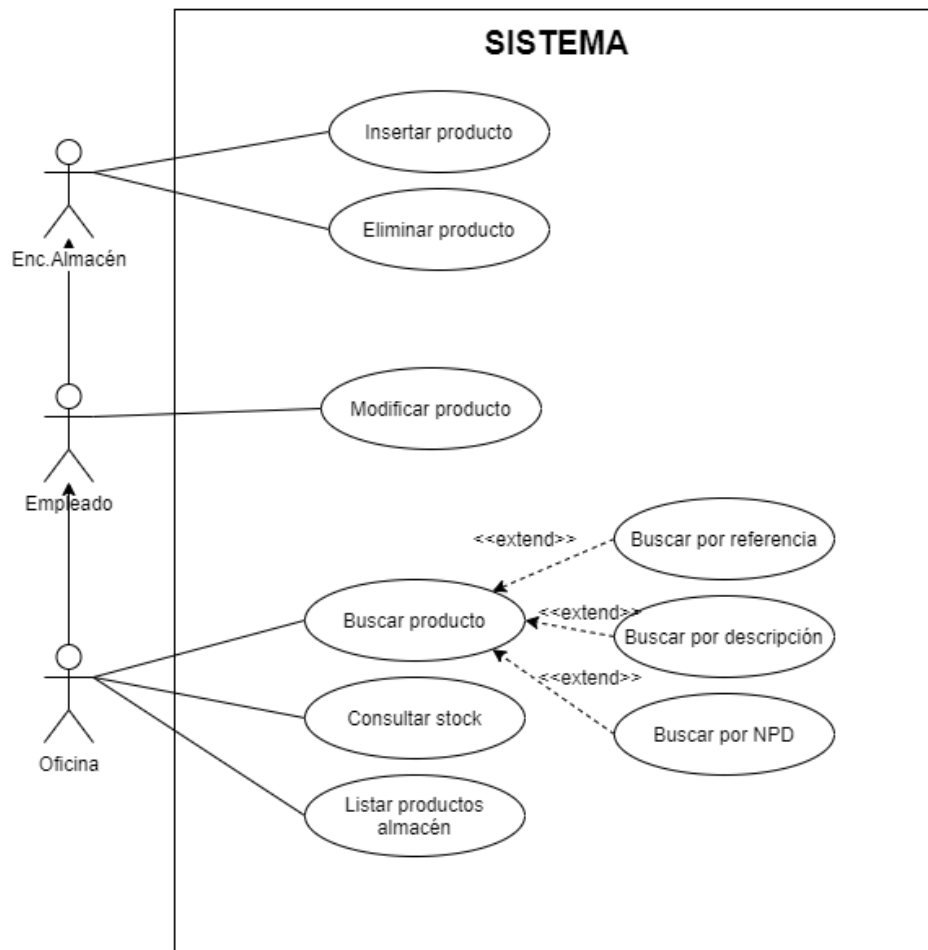 SISTEMA
Insertar producto
Eliminar producto
Enc.Almacén
Modificar producto
Empleado
<<extend>>
Buscar por referencia
Buscar producto
<<extend>>
Buscar por descripción
<<extend>>
Consultar stock
Buscar por NPD
Oficina
Listar productos
almacén